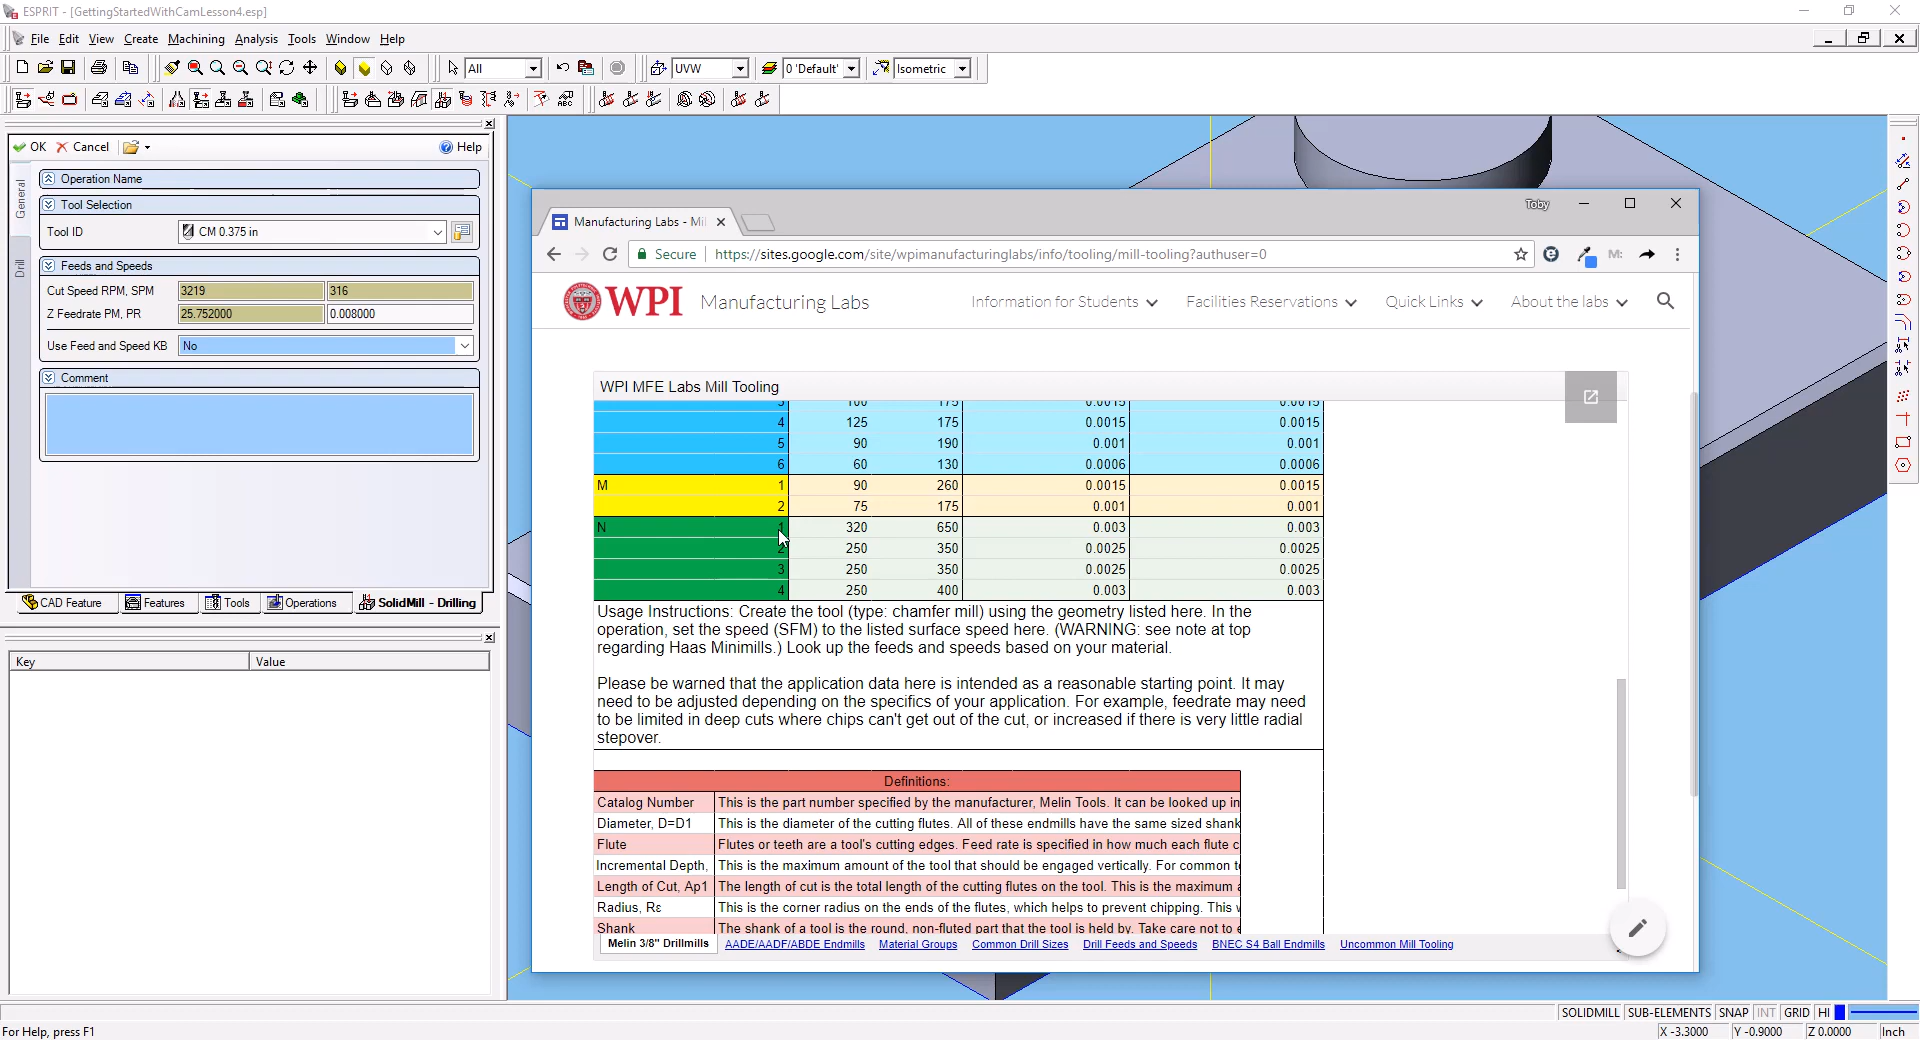 ESPRIT - [GettingStartedWithCamLesson4.esp]
File Edit View Create Machining Analysis Tools Window Help
All
UVW
0 'Default'
Isometric
OK Cancel Help
General
Drill
Operation Name
Tool Selection
Tool ID CM 0.375 in
Feeds and Speeds
Cut Speed RPM, SPM 3219 316
Z Feedrate PM, PR 25.752000 0.008000
Use Feed and Speed KB No
Comment
CAD Feature Features Tools Operations SolidMill - Drilling
Key Value
Manufacturing Labs - Mi
Toby
Secure https://sites.google.com/site/wpimanufacturinglabs/info/tooling/mill-tooling?authuser=0
WPI Manufacturing Labs Information for Students Facilities Reservations Quick Links About the labs
WPI MFE Labs Mill Tooling
3 100 175 0.0015 0.0015
4 125 175 0.0015 0.0015
5 90 190 0.001 0.001
6 60 130 0.0006 0.0006
M 1 90 260 0.0015 0.0015
2 75 175 0.001 0.001
N 1 320 650 0.003 0.003
2 250 350 0.0025 0.0025
3 250 350 0.0025 0.0025
4 250 400 0.003 0.003
Usage Instructions: Create the tool (type: chamfer mill) using the geometry listed here. In the
operation, set the speed (SFM) to the listed surface speed here. (WARNING: see note at top
regarding Haas Minimills.) Look up the feeds and speeds based on your material.
Please be warned that the application data here is intended as a reasonable starting point. It may
need to be adjusted depending on the specifics of your application. For example, feedrate may need
to be limited in deep cuts where chips can't get out of the cut, or increased if there is very little radial
stepover.
Definitions:
Catalog Number This is the part number specified by the manufacturer, Melin Tools. It can be looked up in
Diameter, D=D1 This is the diameter of the cutting flutes. All of these endmills have the same sized shank
Flute Flutes or teeth are a tool's cutting edges. Feed rate is specified in how much each flute c
Incremental Depth, This is the maximum amount of the tool that should be engaged vertically. For common t
Length of Cut, Ap1 The length of cut is the total length of the cutting flutes on the tool. This is the maximum a
Radius, Rε This is the corner radius on the ends of the flutes, which helps to prevent chipping. This v
Shank The shank of a tool is the round, non-fluted part that the tool is held by. Take care not to e
Melin 3/8" Drillmills AADE/AADF/ABDE Endmills Material Groups Common Drill Sizes Drill Feeds and Speeds BNEC S4 Ball Endmills Uncommon Mill Tooling
SOLIDMILL SUB-ELEMENTS SNAP INT GRID HI
For Help, press F1
X -3.3000 Y -0.9000 Z 0.0000 Inch